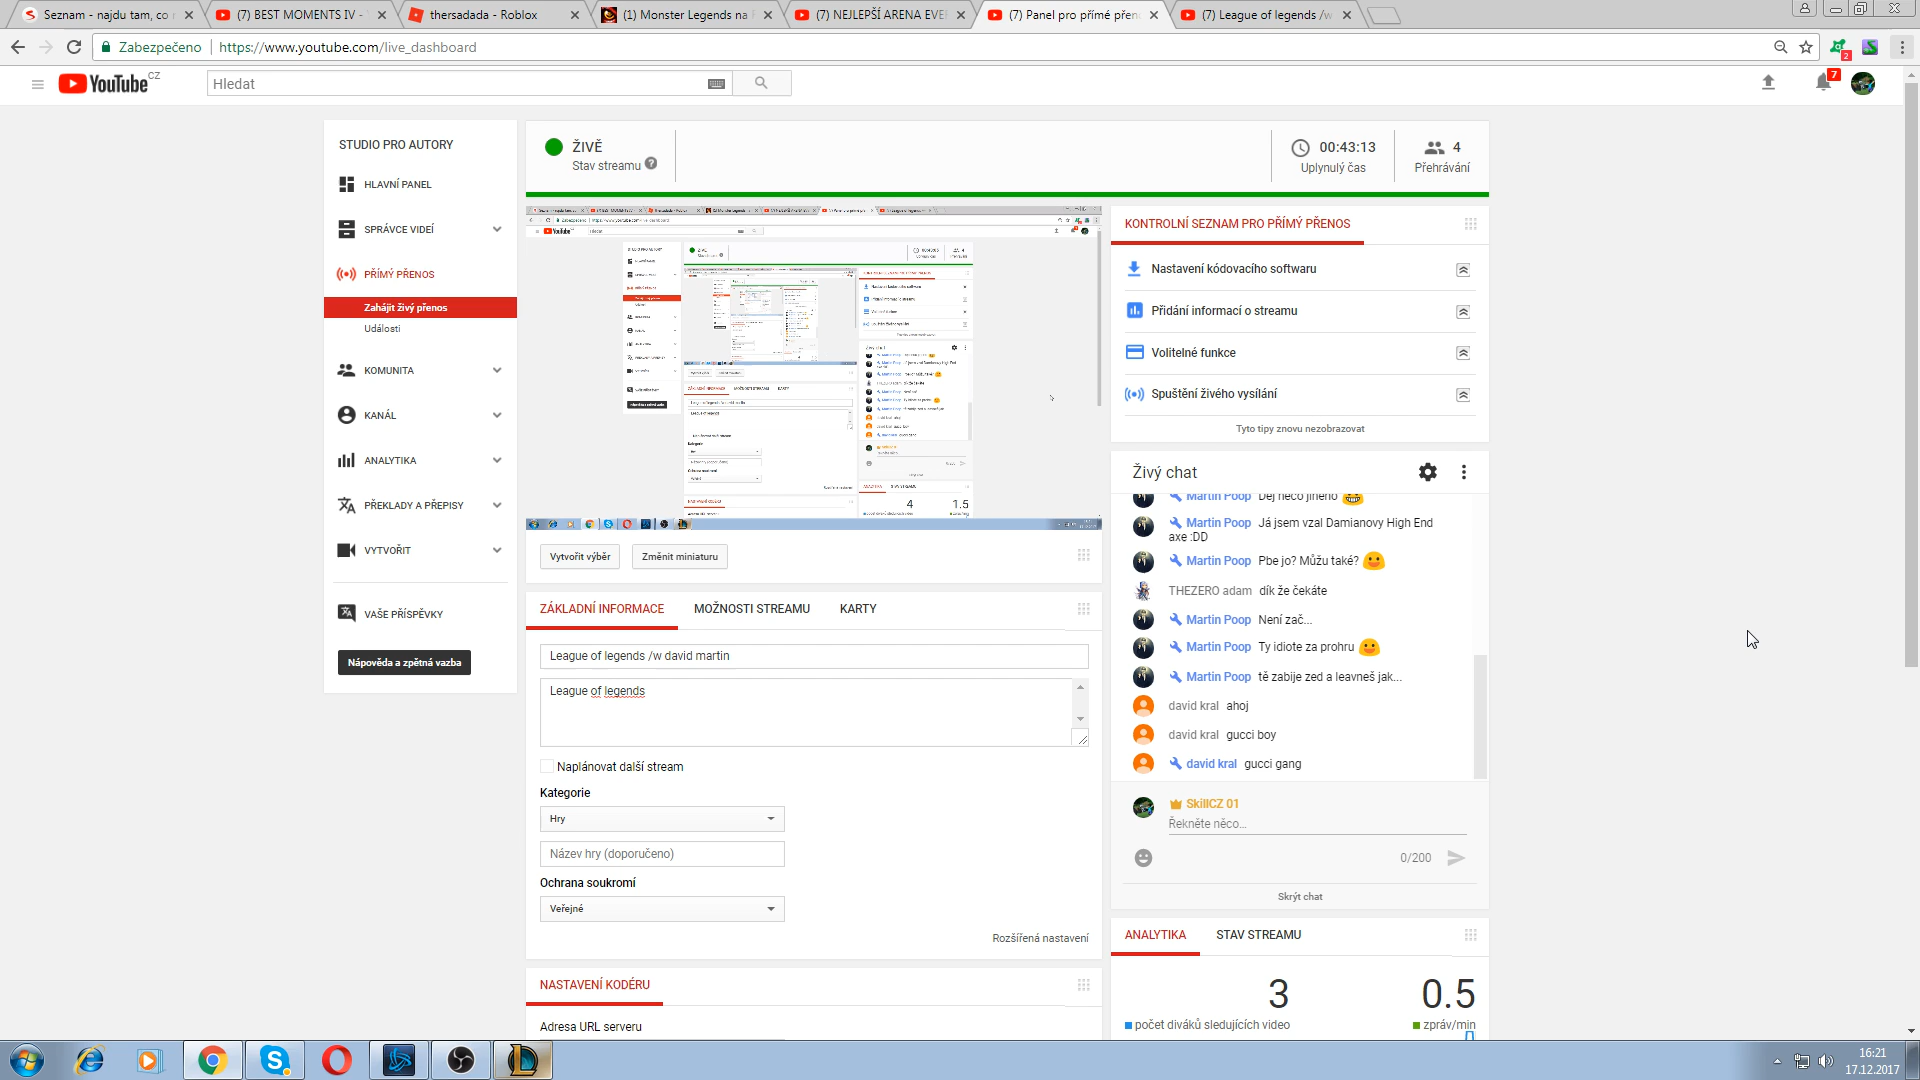 Seznam - najdu tam, co
(7) BEST MOMENTS IV -
thersadada - Roblox
(1) Monster Legends na
(7) NEJLEPŠÍ ARENA EVE
(7) Panel pro přímé přen
(7) League of legends /w
Zabezpečeno
https://www.youtube.com/live_dashboard
2
YouTube CZ
Hledat
7
STUDIO PRO AUTORY
HLAVNÍ PANEL
SPRÁVCE VIDEÍ
PŘÍMÝ PŘENOS
Zahájit živý přenos
Události
KOMUNITA
KANÁL
ANALYTIKA
PŘEKLADY A PŘEPISY
VYTVOŘIT
VAŠE PŘÍSPĚVKY
Nápověda a zpětná vazba
ŽIVĚ
Stav streamu
00:43:13
Uplynulý čas
4
Přehrávání
Vytvořit výběr
Změnit miniaturu
ZÁKLADNÍ INFORMACE
MOŽNOSTI STREAMU
KARTY
League of legends /w david martin
League of legends
Naplánovat další stream
Kategorie
Hry
Název hry (doporučeno)
Ochrana soukromí
Veřejné
Rozšířená nastavení
NASTAVENÍ KODÉRU
Adresa URL serveru
KONTROLNÍ SEZNAM PRO PŘÍMÝ PŘENOS
Nastavení kódovacího softwaru
Přidání informací o streamu
Volitelné funkce
Spuštění živého vysílání
Tyto tipy znovu nezobrazovat
Živý chat
Martin Poop Dej něco jiného
Martin Poop Já jsem vzal Damianovy High End
axe :DD
Martin Poop Pbe jo? Můžu také?
THEZERO adam dík že čekáte
Martin Poop Není zač...
Martin Poop Ty idiote za prohru
Martin Poop tě zabije zed a leavneš jak...
david kral ahoj
david kral gucci boy
david kral gucci gang
SkillCZ 01
Řekněte něco...
0/200
Skrýt chat
ANALYTIKA
STAV STREAMU
3
počet diváků sledujících video
0.5
zpráv/min
16:21
17.12.2017